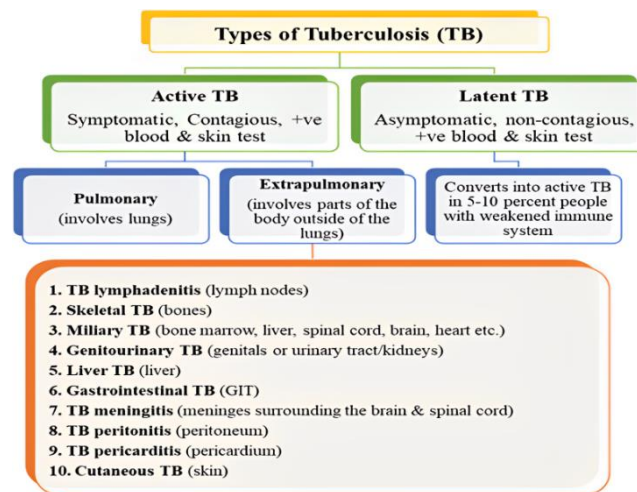 Types of Tuberculosis (TB)
Active TB
Symptomatic, Contagious, +ve
blood & skin test
Latent TB
Asymptomatic, non-contagious,
+ve blood & skin test
Pulmonary
(involves lungs)
Extrapulmonary
(involves parts of the
body outside of the
lungs)
Converts into active TB
in 5-10 percent people
with weakened immune
system
1. TB lymphadenitis (lymph nodes)
2. Skeletal TB (bones)
3. Miliary TB (bone marrow, liver, spinal cord, brain, heart etc.)
4. Genitourinary TB (genitals or urinary tract/kidneys)
5. Liver TB (liver)
6. Gastrointestinal TB (GIT)
7. TB meningitis (meninges surrounding the brain & spinal cord)
8. TB peritonitis (peritoneum)
9. TB pericarditis (pericardium)
10. Cutaneous TB (skin)